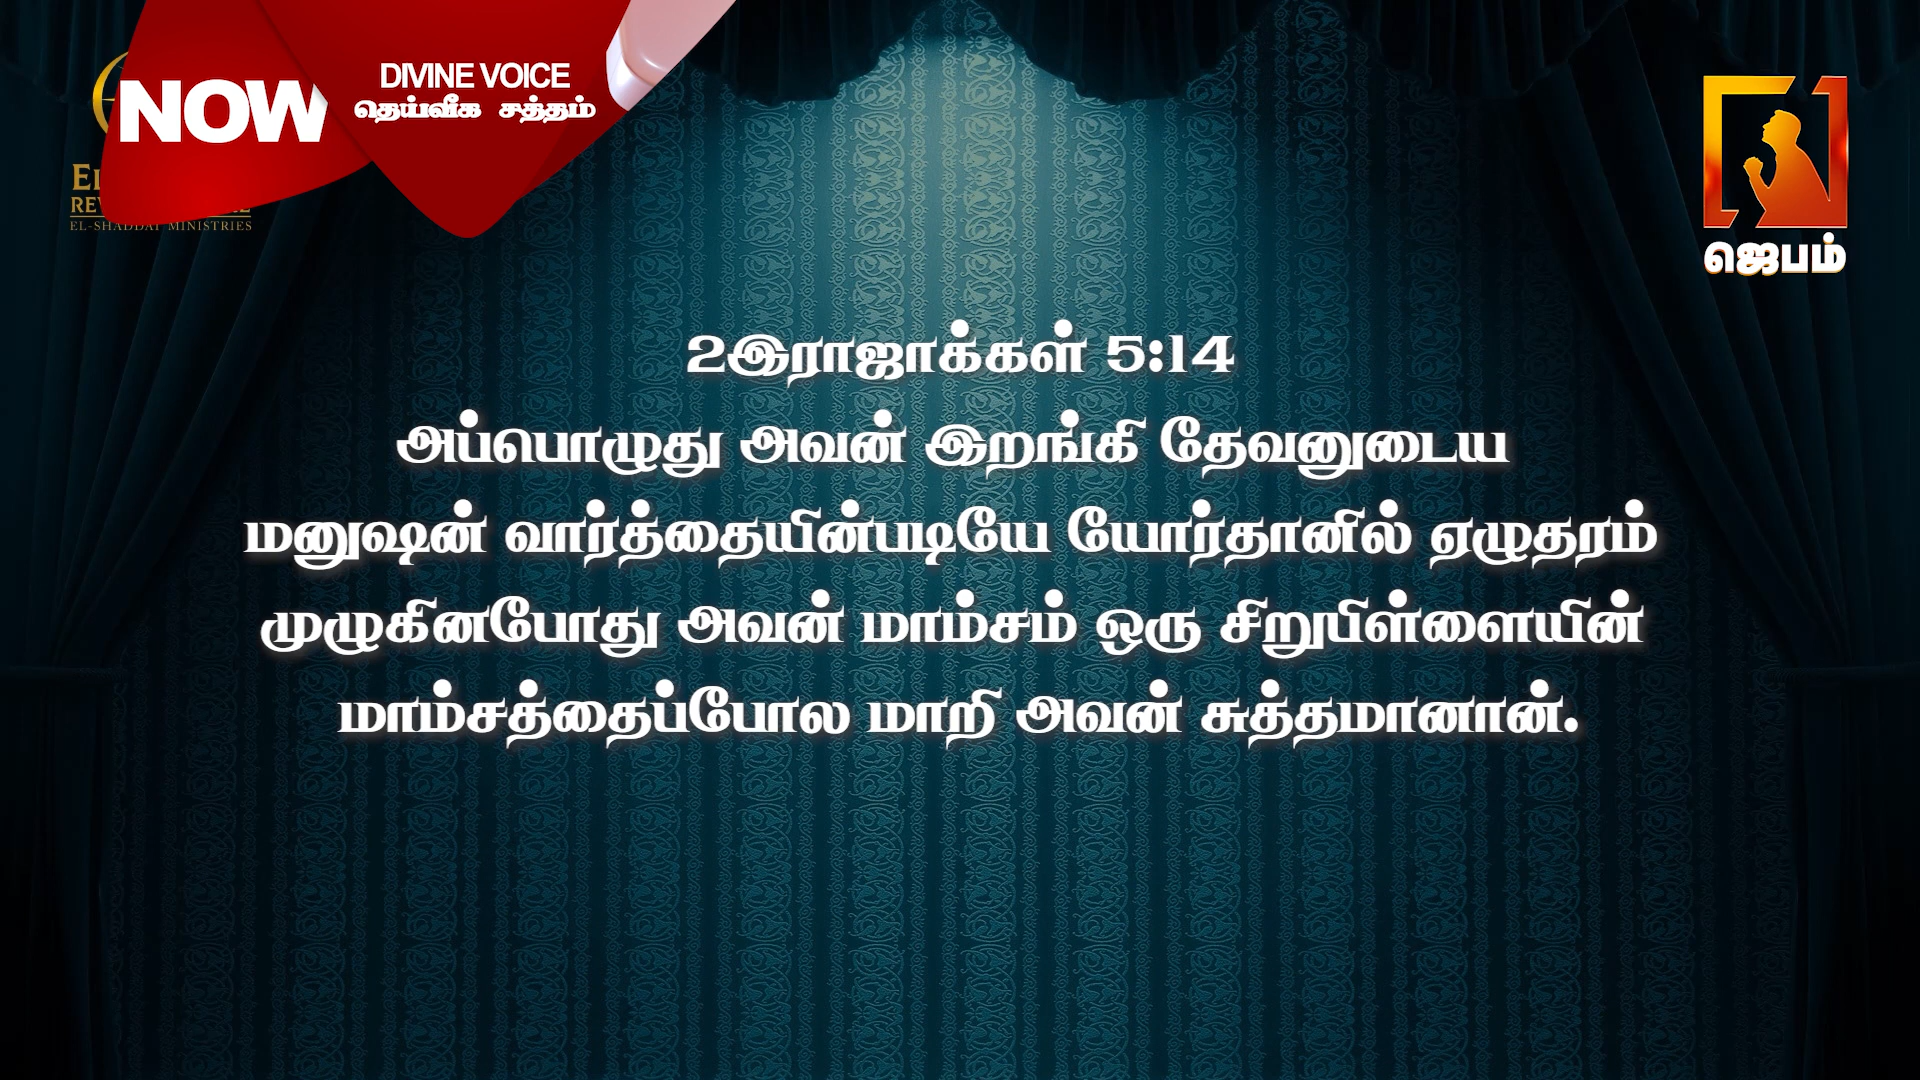 NOW
DIVINE VOICE
தெய்வீக சத்தம்
EL-SHADDAI MINISTRIES
ஜெபம்
2இராஜாக்கள் 5:14
அப்பொழுது அவன் இறங்கி தேவனுடைய
மனுஷன் வார்த்தையின்படியே யோர்தானில் ஏழுதரம்
முழுகினபோது அவன் மாம்சம் ஒரு சிறுபிள்ளையின்
மாம்சத்தைப்போல மாறி அவன் சுத்தமானான்.